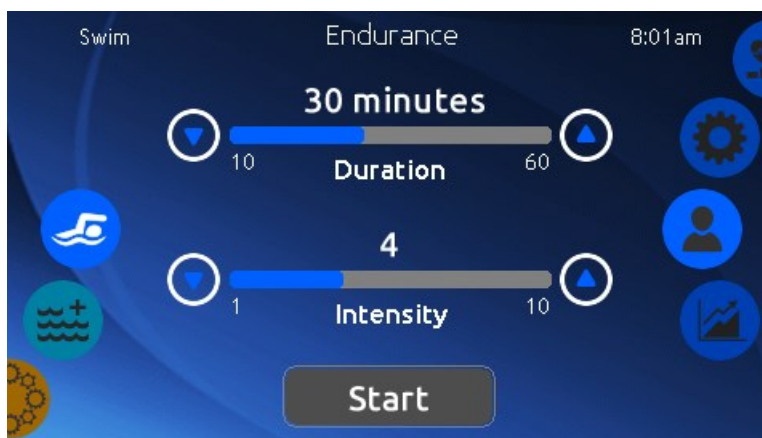 Swim
Endurance
8:01am
30 minutes
10
Duration
60
4
1
Intensity
10
Start